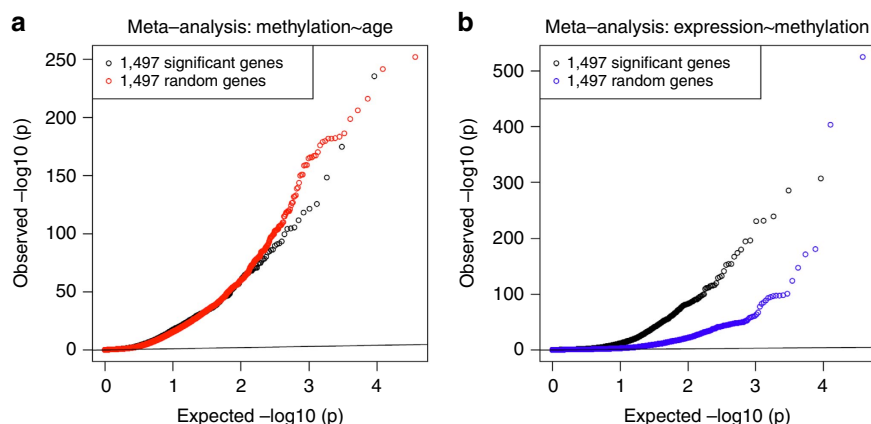 a
Meta–analysis: methylation~age
1,497 significant genes
1,497 random genes
250
200
150
100
50
0
Observed –log10 (p)
0 1 2 3 4
Expected –log10 (p)
b
Meta–analysis: expression~methylation
1,497 significant genes
1,497 random genes
500
400
300
200
100
0
Observed –log10 (p)
0 1 2 3 4
Expected –log10 (p)